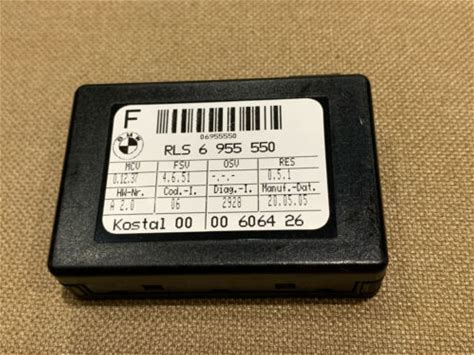 F
06955550
BMW
RLS 6 955 550
MCV FSV OSV RES
0.12.37 4.6.51 -.-.- 0.5.1
HW-Nr. Cod.-I. Diag.-I. Manuf.-Dat.
A 2.0 06 2928 20.05.05
Kostal 00 00 6064 26